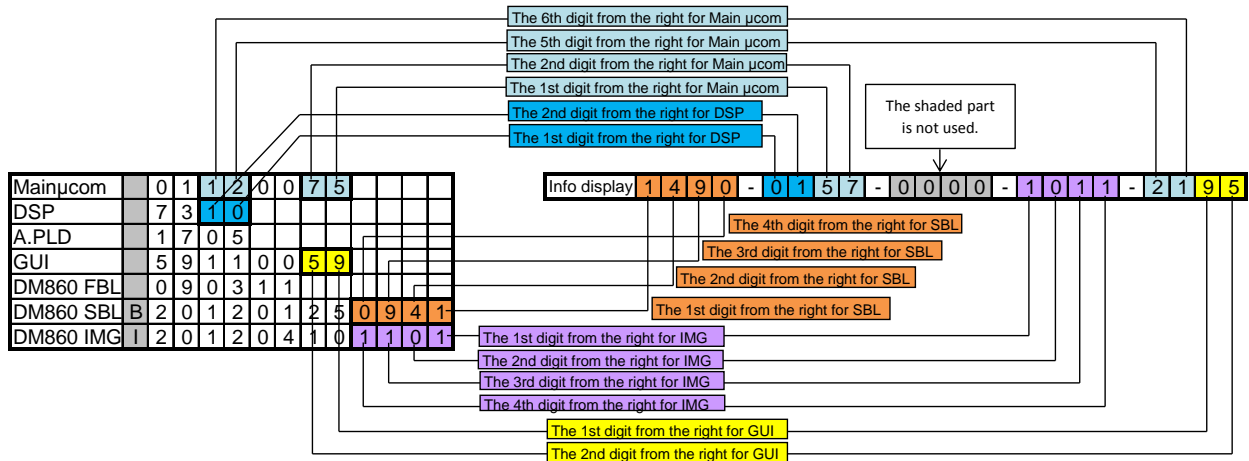 The 6th digit from the right for Main µcom
The 5th digit from the right for Main µcom
The 2nd digit from the right for Main µcom
The 1st digit from the right for Main µcom
The 2nd digit from the right for DSP
The 1st digit from the right for DSP
The shaded part
is not used.
Mainµcom 0 1 1 2 0 0 7 5
DSP 7 3 1 0
A.PLD 1 7 0 5
GUI 5 9 1 1 0 0 5 9
DM860 FBL 0 9 0 3 1 1
DM860 SBL B 2 0 1 2 0 1 2 5 0 9 4 1
DM860 IMG I 2 0 1 2 0 4 1 0 1 1 0 1
Info display 1 4 9 0 - 0 1 5 7 - 0 0 0 0 - 1 0 1 1 - 2 1 9 5
The 4th digit from the right for SBL
The 3rd digit from the right for SBL
The 2nd digit from the right for SBL
The 1st digit from the right for SBL
The 1st digit from the right for IMG
The 2nd digit from the right for IMG
The 3rd digit from the right for IMG
The 4th digit from the right for IMG
The 1st digit from the right for GUI
The 2nd digit from the right for GUI